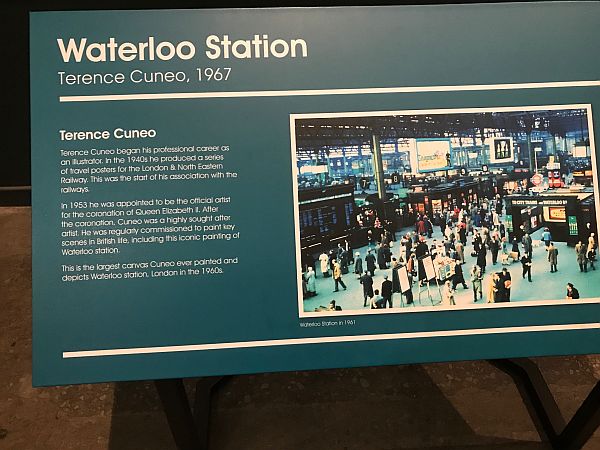 Waterloo Station
Terence Cuneo, 1967
Terence Cuneo
Terence Cuneo began his professional career as
an illustrator. In the 1940s he produced a series
of travel posters for the London & North Eastern
Railway. This was the start of his association with the
railways.
In 1953 he was appointed to be the official artist
for the coronation of Queen Elizabeth II. After
the coronation, Cuneo was a highly sought after
artist. He was regularly commissioned to paint key
scenes in British life, including this iconic painting of
Waterloo station.
This is the largest canvas Cuneo ever painted and
depicts Waterloo station, London in the 1960s.
8
CITY TRAINS
WATERLOO
Waterloo Station in 1961